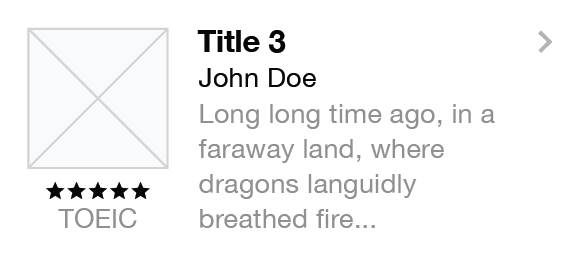 Title 3
John Doe
Long long time ago, in a
faraway land, where
dragons languidly
breathed fire...
★★★★★
TOEIC